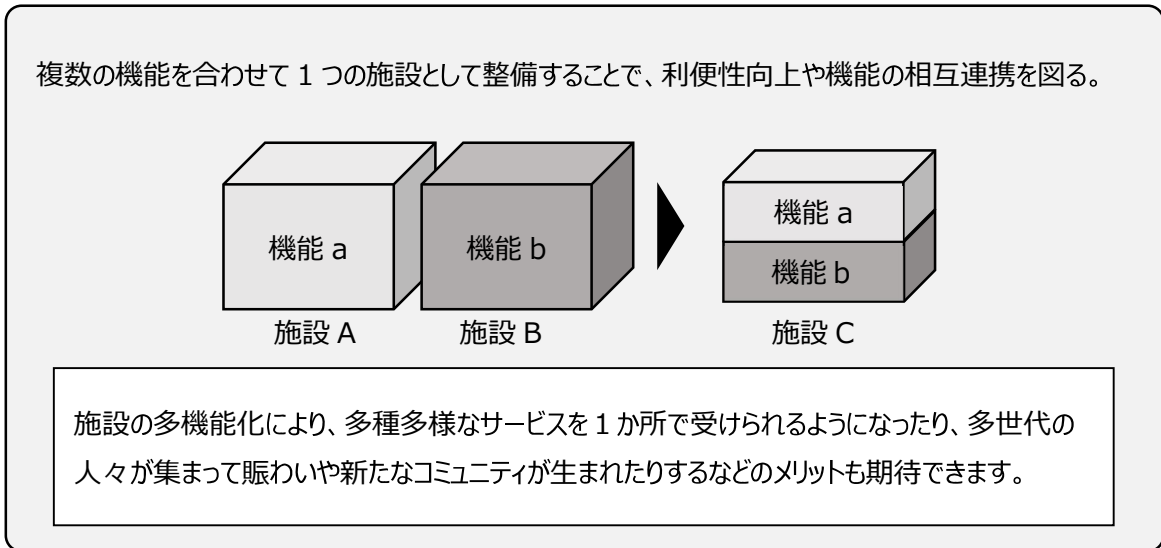 複数の機能を合わせて 1 つの施設として整備することで、利便性向上や機能の相互連携を図る。
機能 a
機能 b
機能 a
機能 b
施設 A
施設 B
施設 C
施設の多機能化により、多種多様なサービスを 1 か所で受けられるようになったり、多世代の
人々が集まって賑わいや新たなコミュニティが生まれたりするなどのメリットも期待できます。